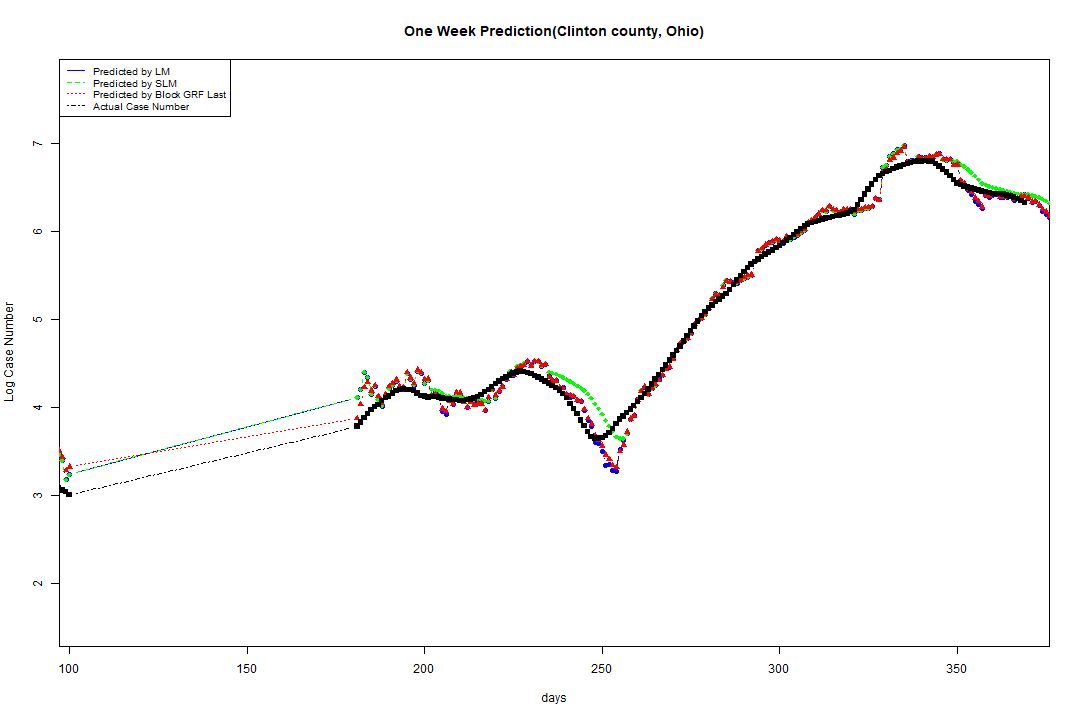 One Week Prediction(Clinton county, Ohio)
Predicted by LM
Predicted by SLM
Predicted by Block GRF Last
Actual Case Number
Log Case Number
7
6
5
4
3
2
100 150 200 250 300 350
days